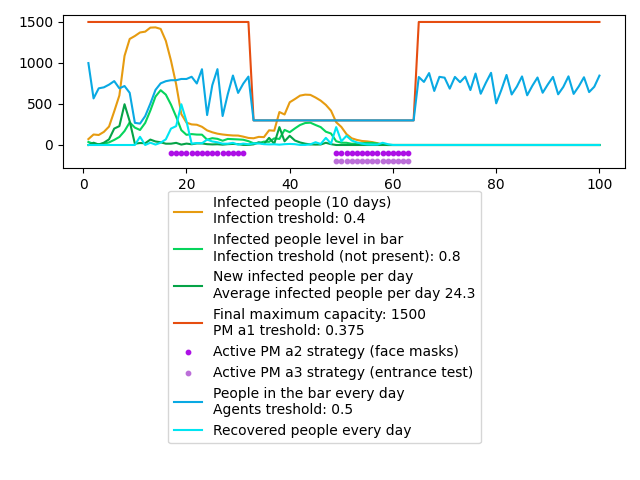 1500
1000
500
0
0
20
40
60
80
100
Infected people (10 days)
Infection treshold: 0.4
Infected people level in bar
Infection treshold (not present): 0.8
New infected people per day
Average infected people per day 24.3
Final maximum capacity: 1500
PM a1 treshold: 0.375
Active PM a2 strategy (face masks)
Active PM a3 strategy (entrance test)
People in the bar every day
Agents treshold: 0.5
Recovered people every day